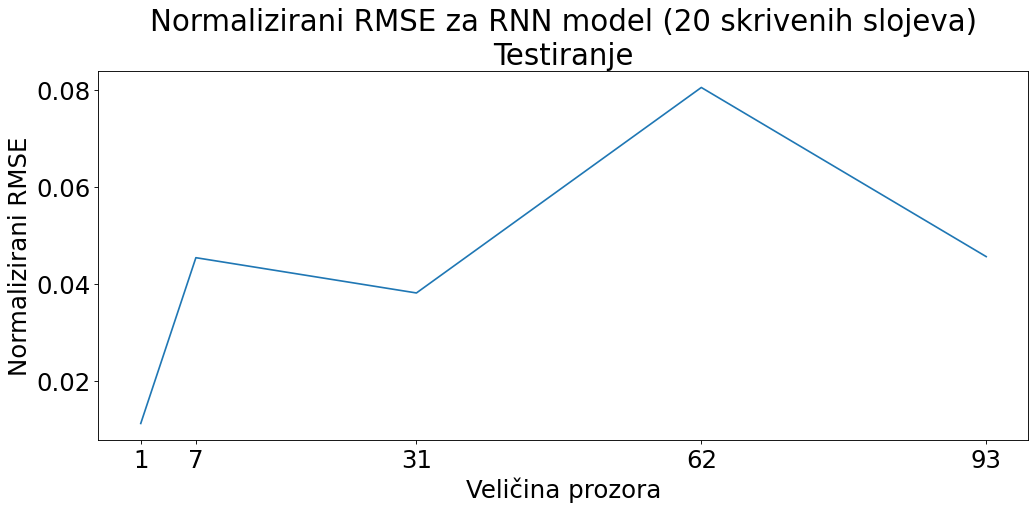 Normalizirani RMSE za RNN model (20 skrivenih slojeva)
Testiranje
Normalizirani RMSE
0.08
0.06
0.04
0.02
1 7 31 62 93
Veličina prozora